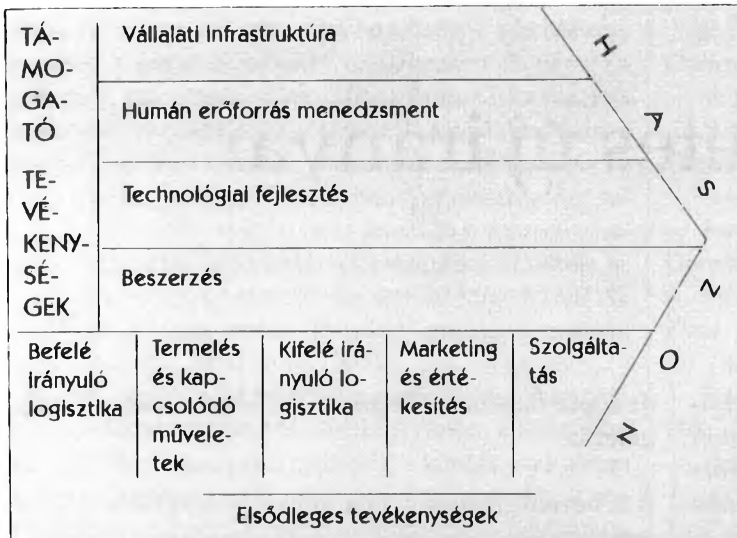 TÁ-
MO-
GA-
TÓ
TE-
VÉ-
KENY-
SÉ-
GEK
Vállalati infrastruktúra
Humán erőforrás menedzsment
Technológiai fejlesztés
Beszerzés
HASZON
Befelé
irányuló
logisztika
Termelés
és kap-
csolódó
művele-
tek
Kifelé irá-
nyuló lo-
gisztika
Marketing
és érté-
kesítés
Szolgálta-
tás
Elsődleges tevékenységek